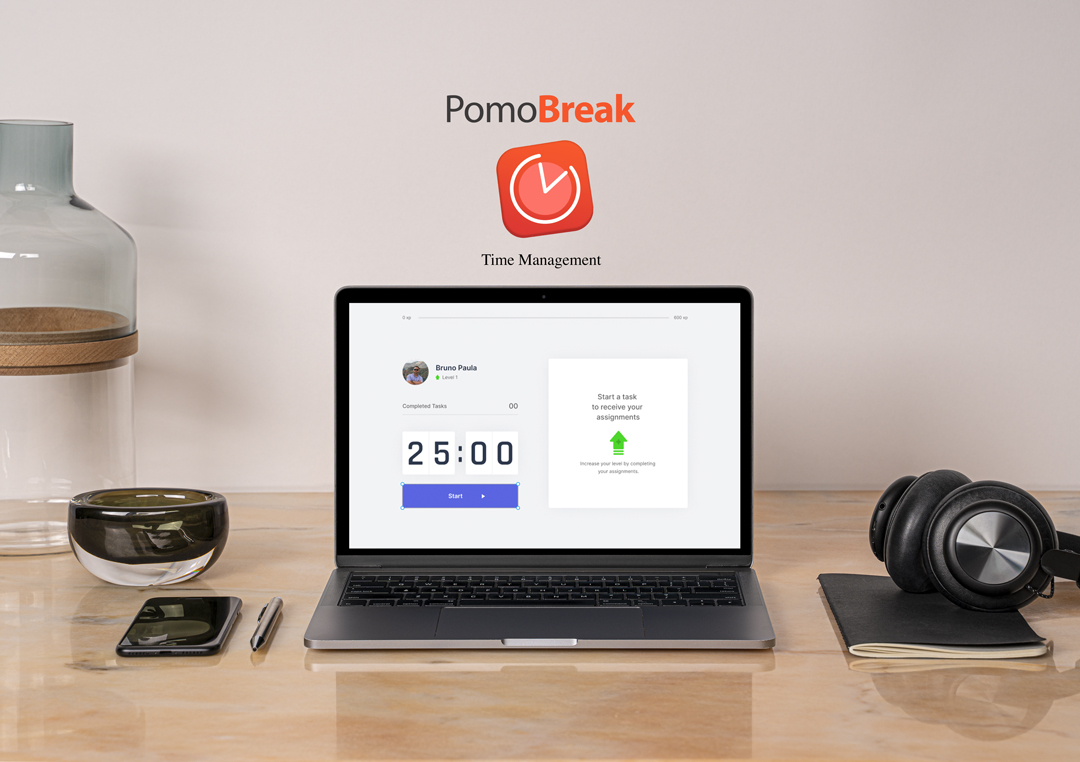 PomoBreak
Time Management
0 xp
600 xp
Bruno Paula
Level 1
Completed Tasks
00
25:00
Start
Start a task
to receive your
assignments
Increase your level by completing
your assignments.